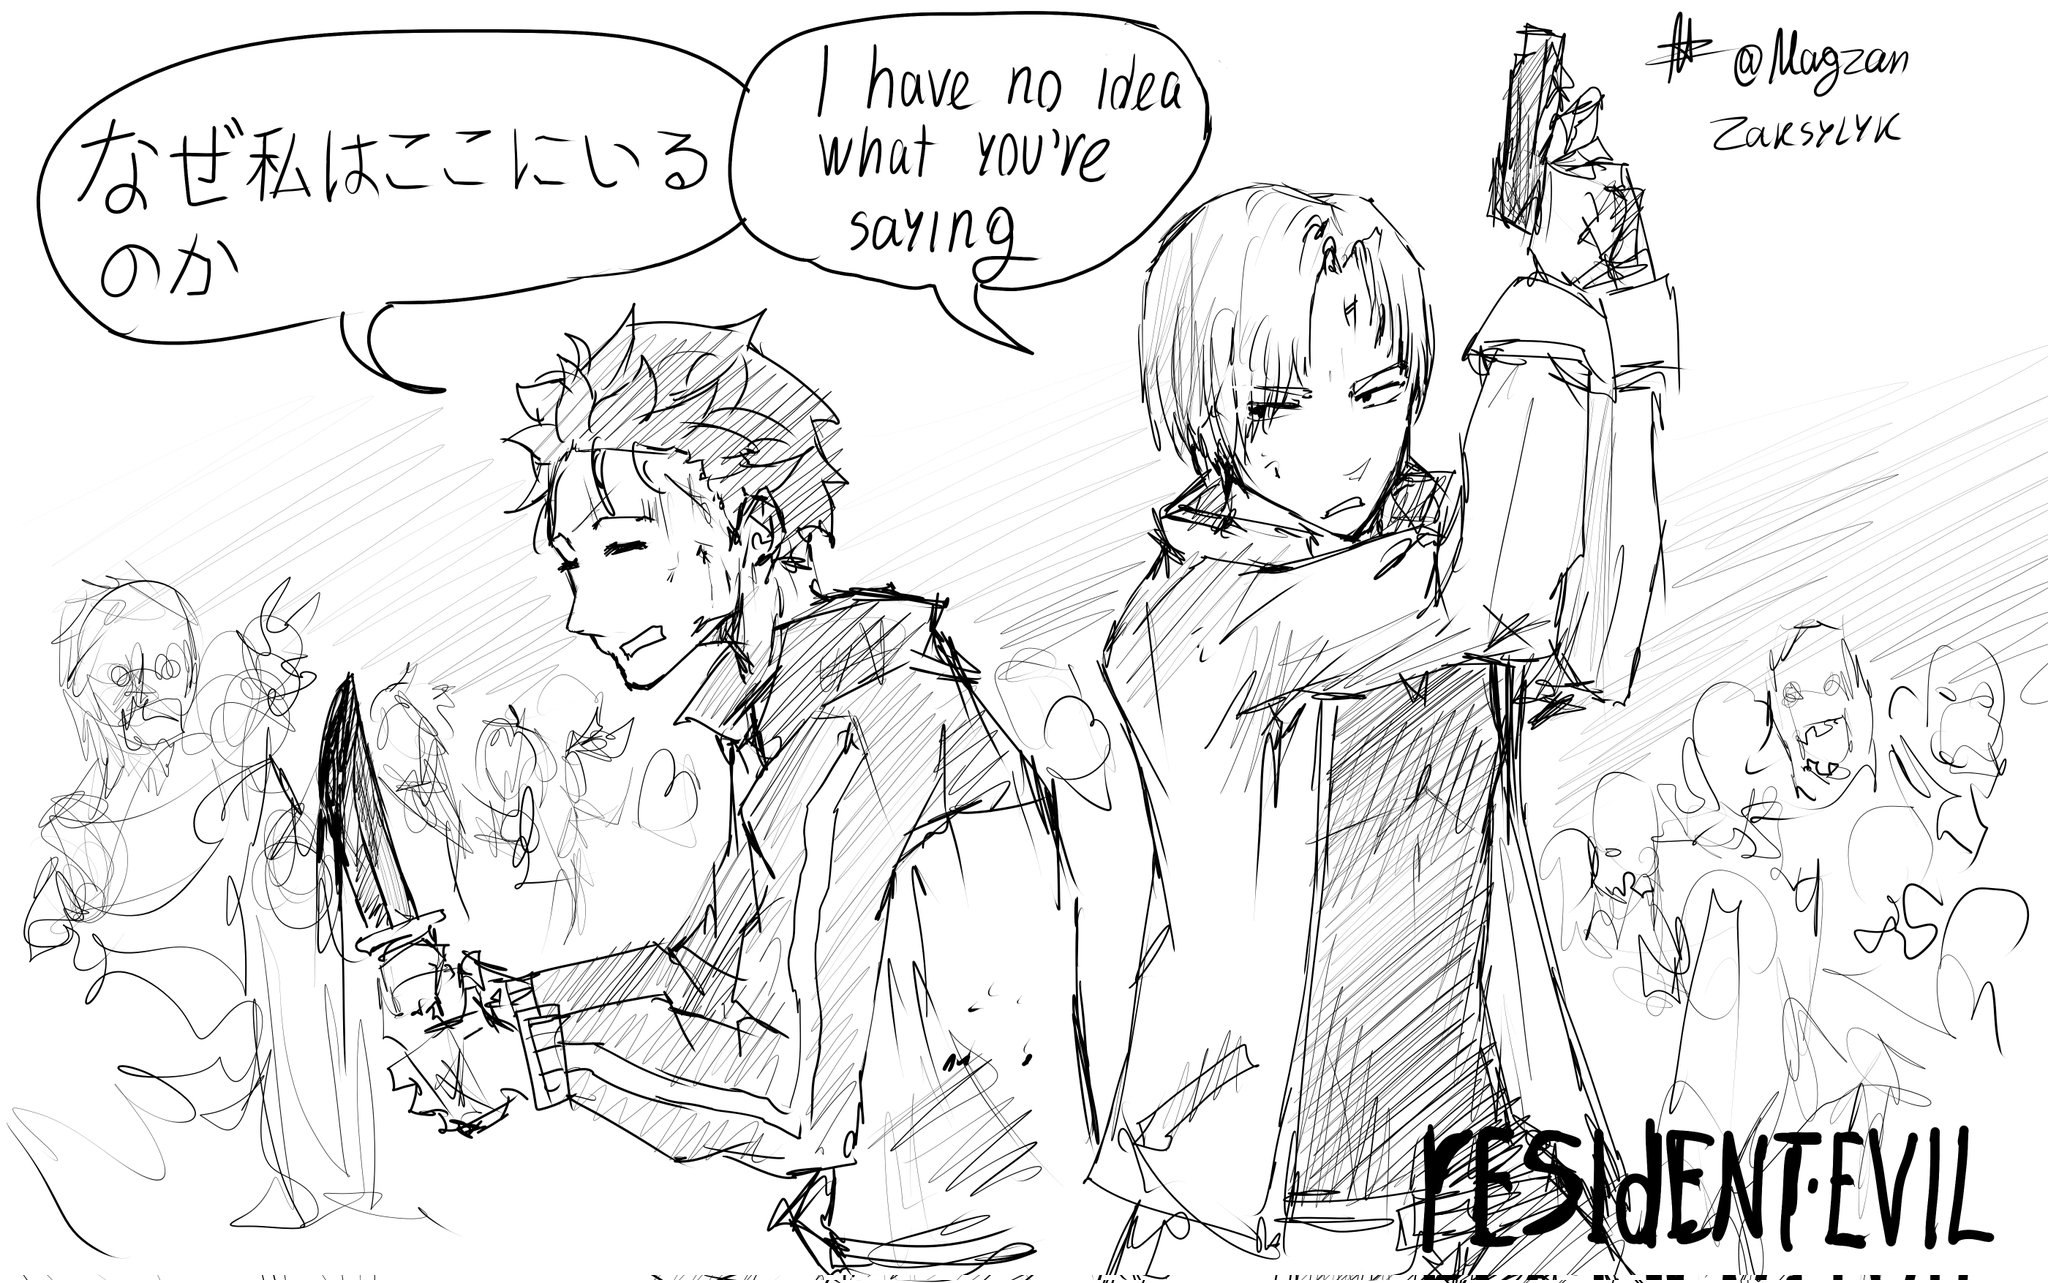 なぜ私はここにいる
のか
I have no idea
what you're
saying
@Magzan
Zaksylyk
resident.evil